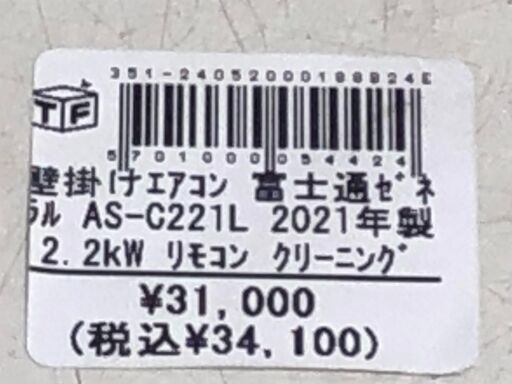 351-2405200019BB24E
TF
5701000054424
壁掛けエアコン 富士通ｾﾞﾈ
ﾗﾙ AS-C221L 2021年製
2.2kW リモコン クリーニング
¥31,000
(税込¥34,100)